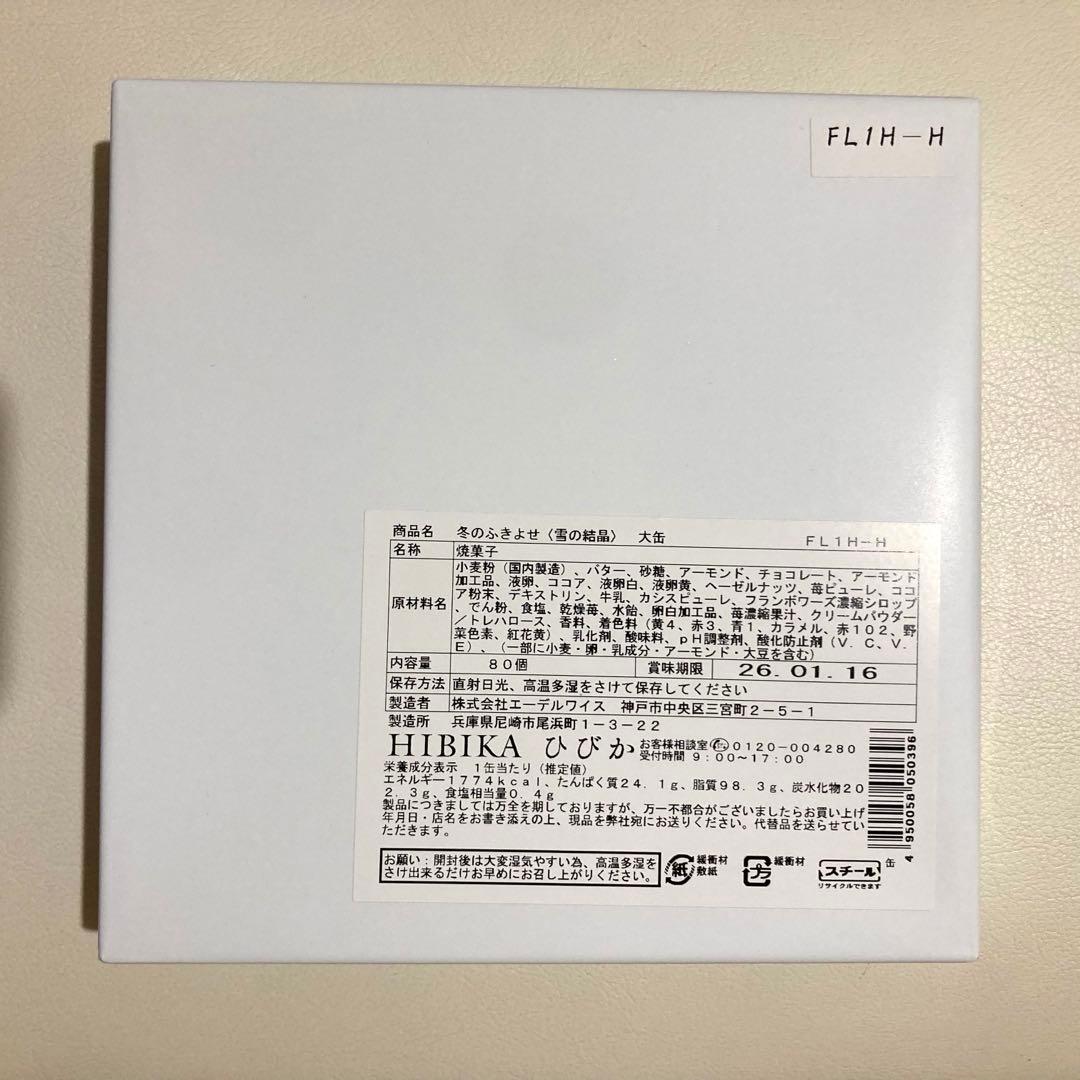 FL1H-H
商品名 冬のふきよせ〈雪の結晶〉 大缶 FL1H-H
名称 焼菓子
原材料名 小麦粉(国内製造)、バター、砂糖、アーモンド、チョコレート、アーモンド
加工品、液卵、ココア、液卵白、液卵黄、ヘーゼルナッツ、苺ピューレ、ココ
ア粉末、デキストリン、牛乳、カシスピューレ、フランボワーズ濃縮シロップ
、でん粉、食塩、乾燥苺、水飴、卵白加工品、苺濃縮果汁、クリームパウダー
/トレハロース、香料、着色料(黄4、赤3、青1、カラメル、赤102、野
菜色素、紅花黄)、乳化剤、酸味料、pH調整剤、酸化防止剤(V.C、V.
E)、(一部に小麦・卵・乳成分・アーモンド・大豆を含む)
内容量 80個 賞味期限 26.01.16
保存方法 直射日光、高温多湿をさけて保存してください
製造者 株式会社エーデルワイス 神戸市中央区三宮町2-5-1
製造所 兵庫県尼崎市尾浜町1-3-22
HIBIKA ひびか お客様相談室 0120-004280
受付時間 9:00~17:00
栄養成分表示 1缶当たり(推定値)
エネルギー1774kcal、たんぱく質24.1g、脂質98.3g、炭水化物20
2.3g、食塩相当量0.4g
製品につきましては万全を期しておりますが、万一不都合がございましたらお買い上げ
年月日・店名をお書き添えの上、現品を弊社宛にお送りください。代替品を送らせてい
ただきます。
お願い:開封後は大変湿気やすい為、高温多湿を
さけ出来るだけお早めにお召し上がりください。
紙 緩衝材
敷紙
プラ 緩衝材
スチール 缶
リサイクルできます
4 950058 050396